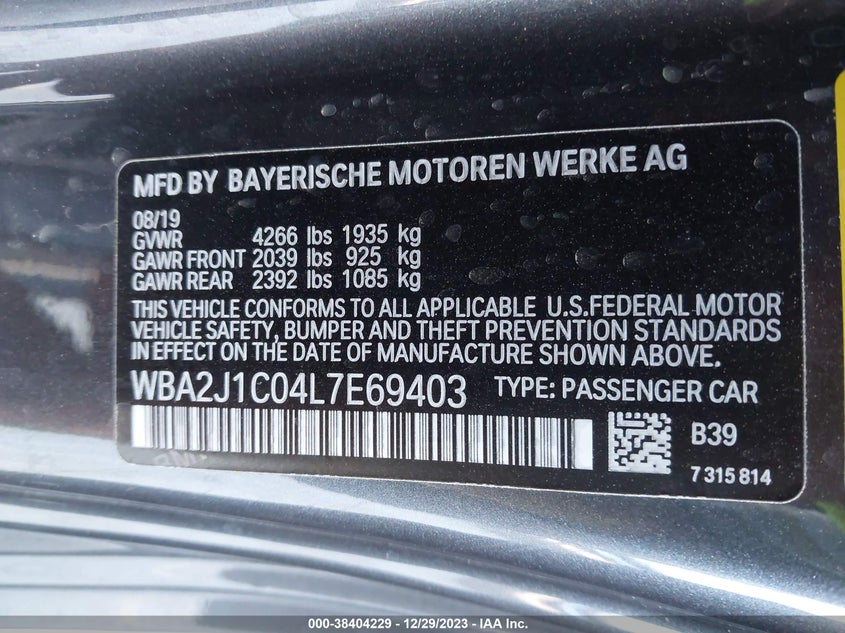 MFD BY BAYERISCHE MOTOREN WERKE AG
08/19
GVWR 4266 lbs 1935 kg
GAWR FRONT 2039 lbs 925 kg
GAWR REAR 2392 lbs 1085 kg
THIS VEHICLE CONFORMS TO ALL APPLICABLE U.S.FEDERAL MOTOR
VEHICLE SAFETY, BUMPER AND THEFT PREVENTION STANDARDS
IN EFFECT ON THE DATE OF MANUFACTURE SHOWN ABOVE.
WBA2J1C04L7E69403 TYPE: PASSENGER CAR
B39
7 315 814
000-38404229 - 12/29/2023 - IAA Inc.